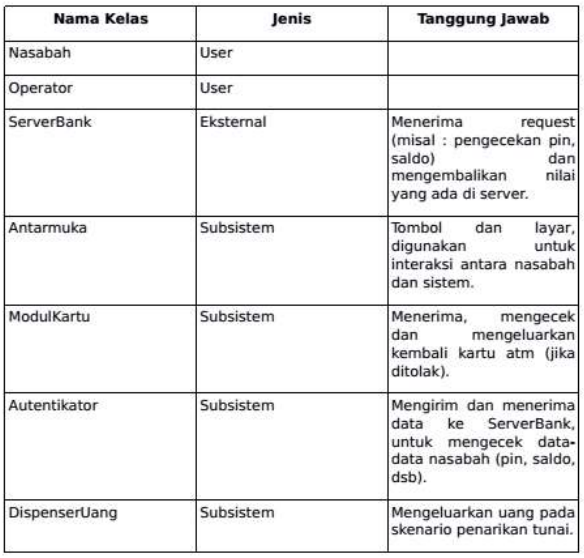 Nama Kelas Jenis Tanggung Jawab
Nasabah User
Operator User
ServerBank Eksternal Menerima request
(misal : pengecekan pin,
saldo) dan
mengembalikan nilai
yang ada di server.
Antarmuka Subsistem Tombol dan layar,
digunakan untuk
interaksi antara nasabah
dan sistem.
ModulKartu Subsistem Menerima, mengecek
dan mengeluarkan
kembali kartu atm (jika
ditolak).
Autentikator Subsistem Mengirim dan menerima
data ke ServerBank,
untuk mengecek data-
data nasabah (pin, saldo,
dsb).
DispenserUang Subsistem Mengeluarkan uang pada
skenario penarikan tunai.